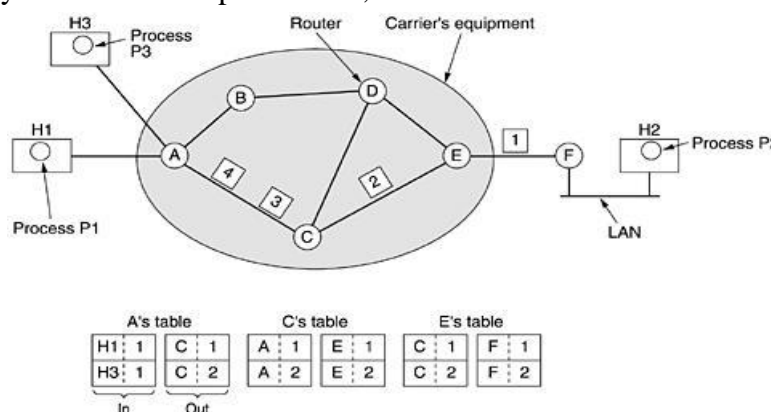 H3
Process
P3
Router
Carrier's equipment
B
D
H1
A
4
3
C
2
E
1
F
H2
Process P1
LAN
A's table
C's table
E's table
H1 1 C 1 A 1 E 1 C 1 F 1
H3 1 C 2 A 2 E 2 C 2 F 2
In Out